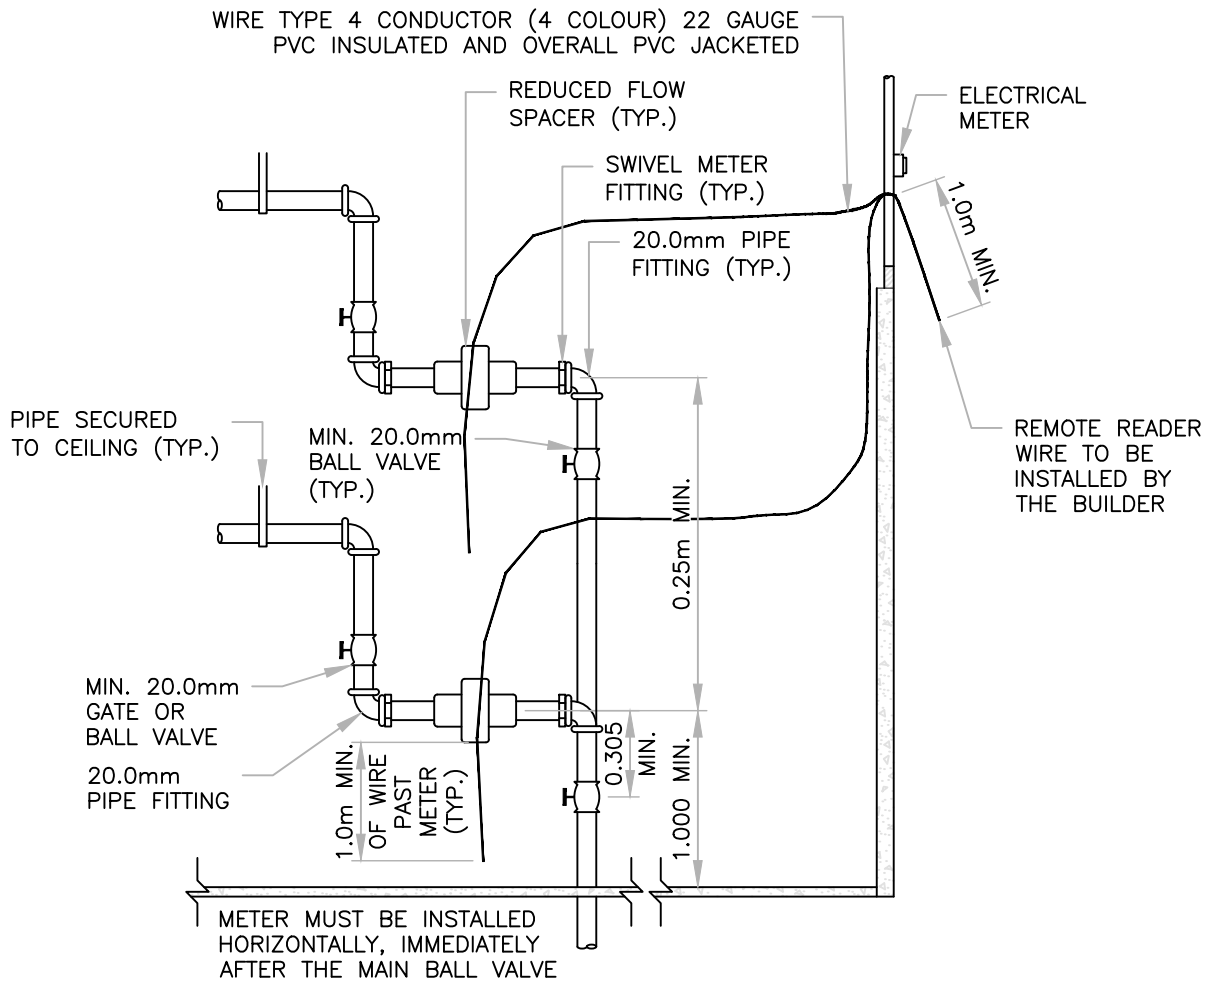 WIRE TYPE 4 CONDUCTOR (4 COLOUR) 22 GAUGE
PVC INSULATED AND OVERALL PVC JACKETED
REDUCED FLOW
SPACER (TYP.)
ELECTRICAL
METER
SWIVEL METER
FITTING (TYP.)
1.0m MIN.
20.0mm PIPE
FITTING (TYP.)
PIPE SECURED
TO CEILING (TYP.)
MIN. 20.0mm
BALL VALVE
(TYP.)
REMOTE READER
WIRE TO BE
INSTALLED BY
THE BUILDER
0.25m MIN.
MIN. 20.0mm
GATE OR
BALL VALVE
20.0mm
PIPE FITTING
1.0m MIN.
OF WIRE
PAST
METER
(TYP.)
0.305
MIN.
1.000 MIN.
METER MUST BE INSTALLED
HORIZONTALLY, IMMEDIATELY
AFTER THE MAIN BALL VALVE